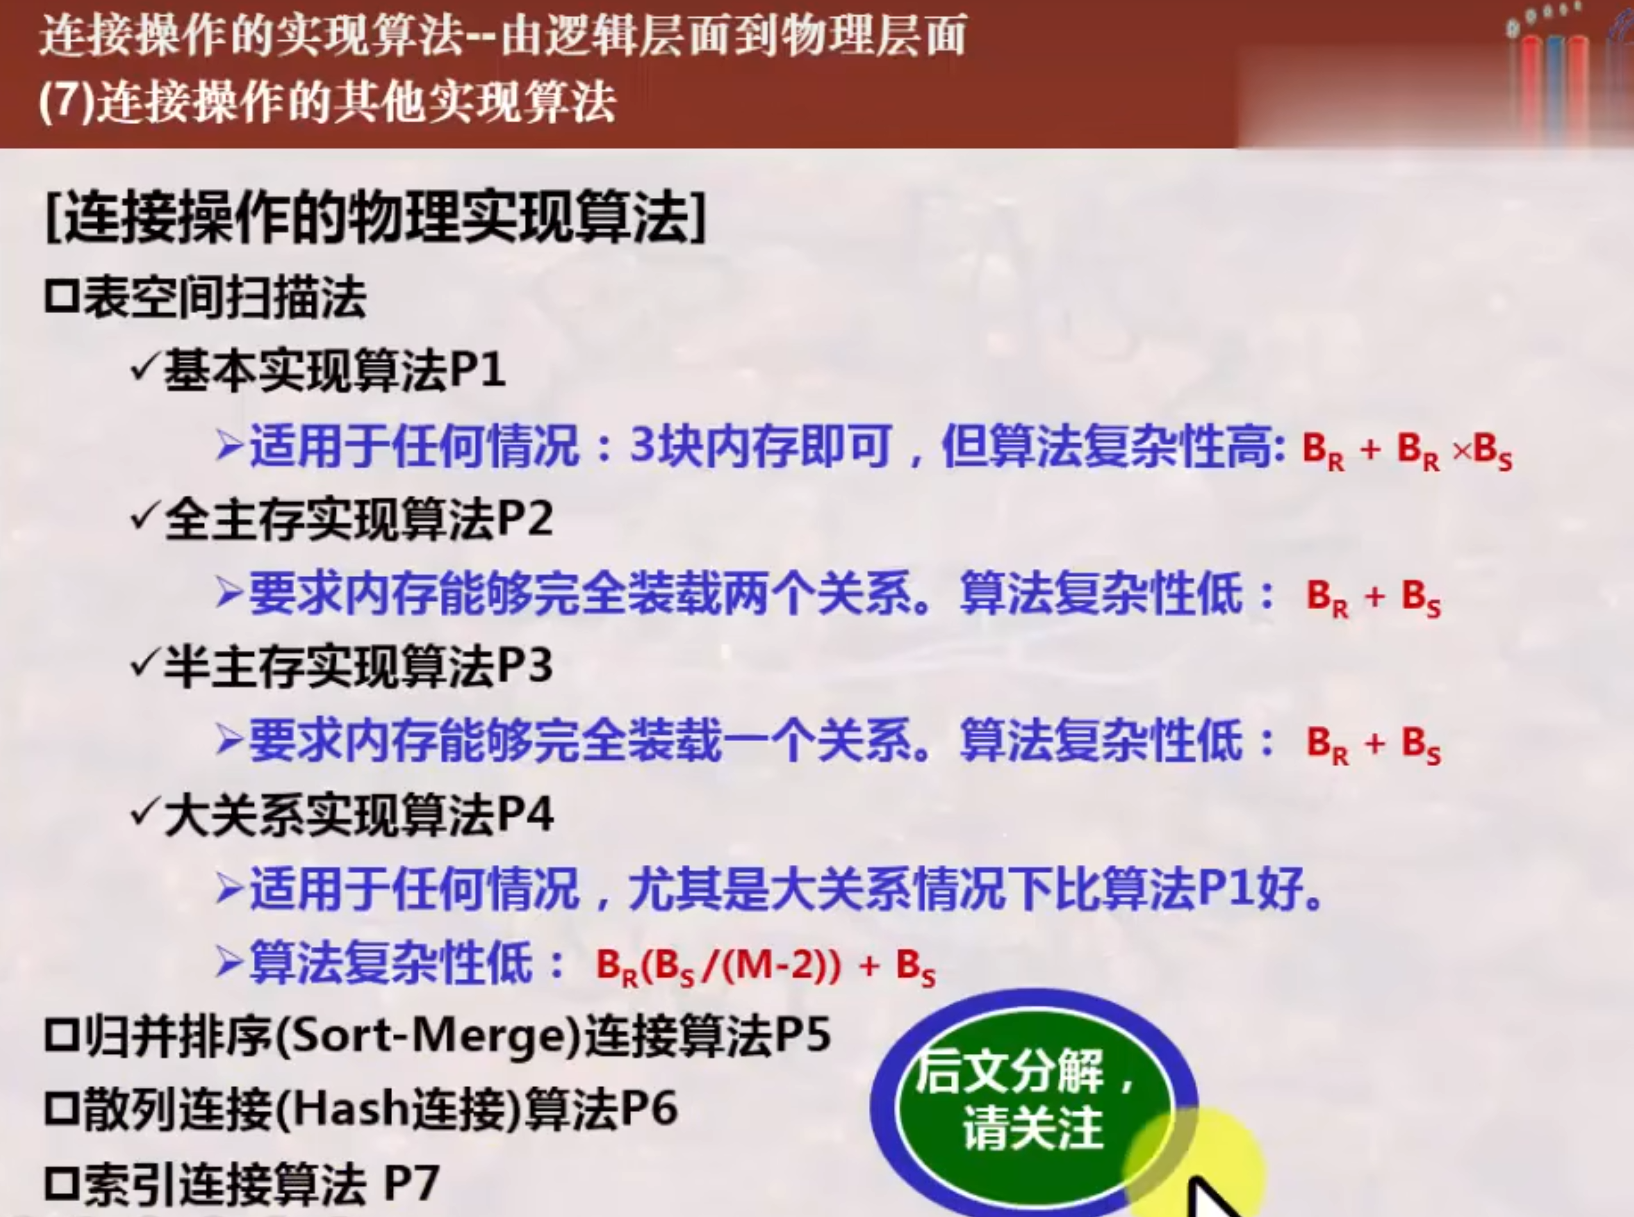 连接操作的实现算法--由逻辑层面到物理层面
(7)连接操作的其他实现算法
[连接操作的物理实现算法]
表空间扫描法
✓基本实现算法P1
➢适用于任何情况：3块内存即可，但算法复杂性高: B_R + B_R ×B_S
✓全主存实现算法P2
➢要求内存能够完全装载两个关系。算法复杂性低： B_R + B_S
✓半主存实现算法P3
➢要求内存能够完全装载一个关系。算法复杂性低： B_R + B_S
✓大关系实现算法P4
➢适用于任何情况，尤其是大关系情况下比算法P1好。
➢算法复杂性低： B_R(B_S/(M-2)) + B_S
归并排序(Sort-Merge)连接算法P5
散列连接(Hash连接)算法P6
索引连接算法 P7
后文分解，
请关注